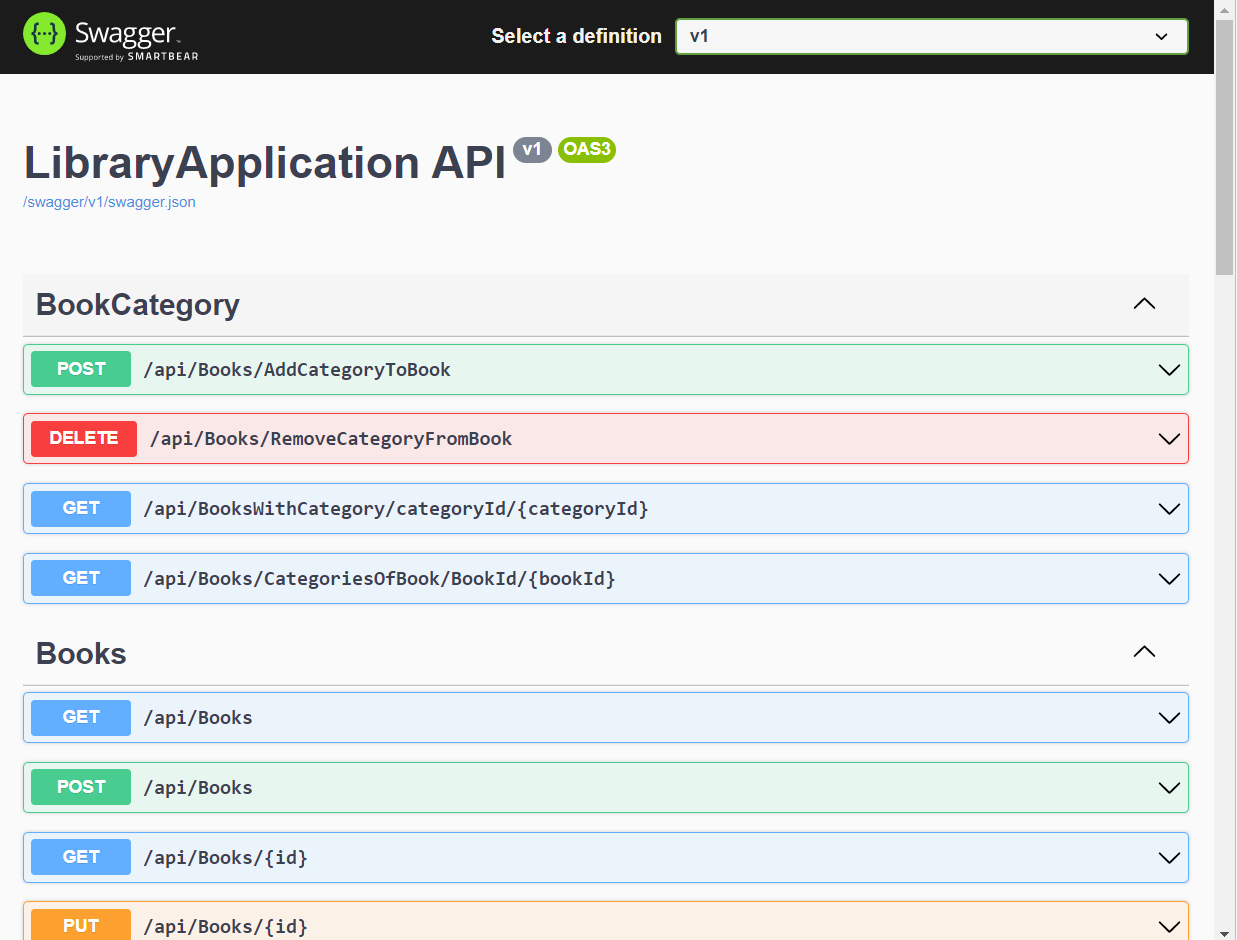 {···} Swagger™
Supported by SMARTBEAR
Select a definition v1
LibraryApplication API v1 OAS3
/swagger/v1/swagger.json
BookCategory
POST /api/Books/AddCategoryToBook
DELETE /api/Books/RemoveCategoryFromBook
GET /api/BooksWithCategory/categoryId/{categoryId}
GET /api/Books/CategoriesOfBook/BookId/{bookId}
Books
GET /api/Books
POST /api/Books
GET /api/Books/{id}
PUT /api/Books/{id}